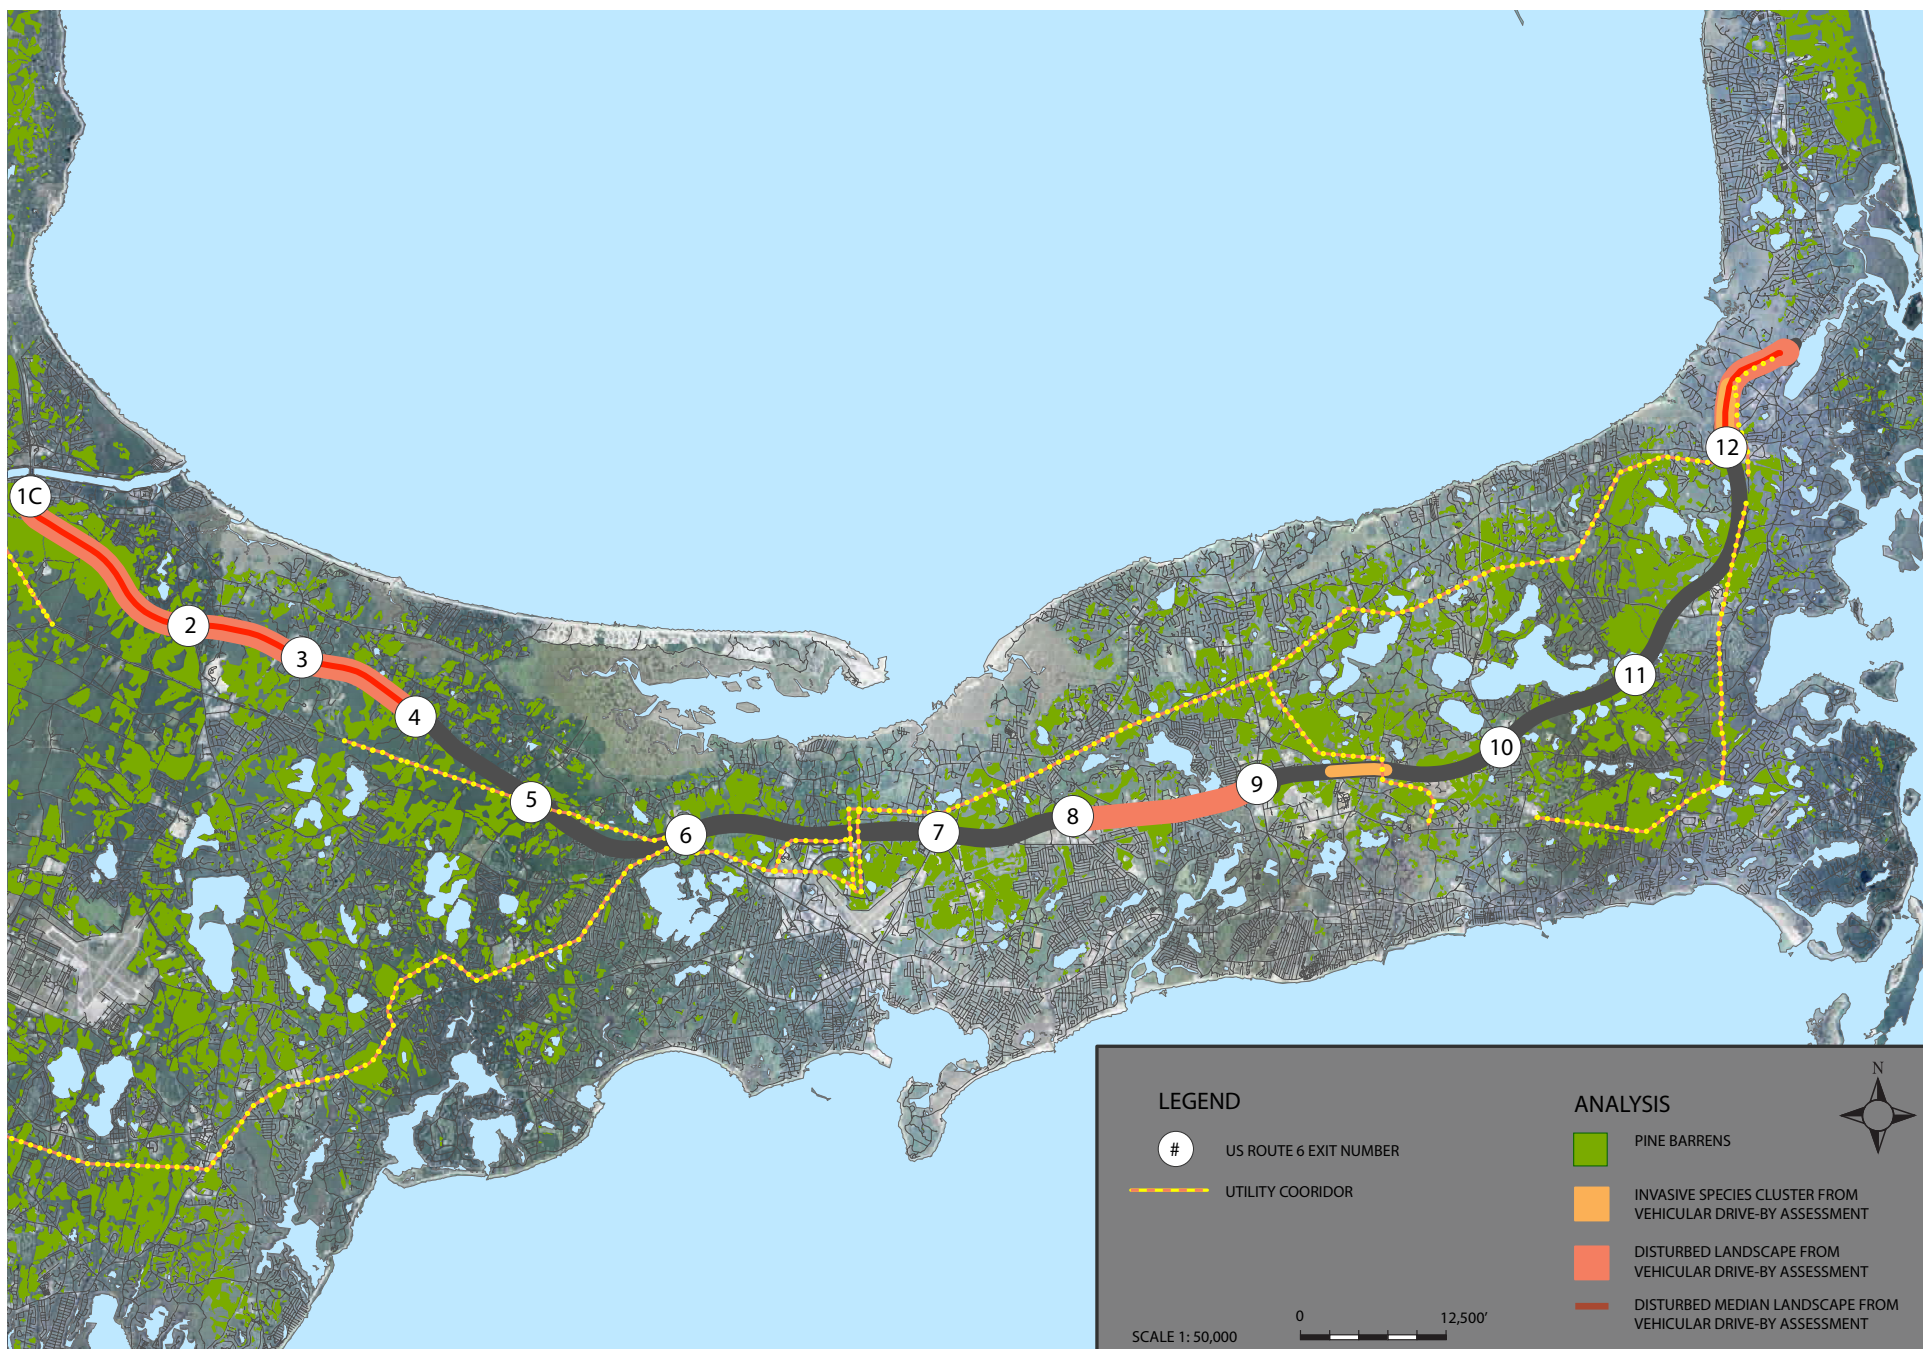 1C
2
3
4
5
6
7
8
9
10
11
12
LEGEND
# US ROUTE 6 EXIT NUMBER
UTILITY COORIDOR
0 12,500'
SCALE 1: 50,000
ANALYSIS
N
PINE BARRENS
INVASIVE SPECIES CLUSTER FROM
VEHICULAR DRIVE-BY ASSESSMENT
DISTURBED LANDSCAPE FROM
VEHICULAR DRIVE-BY ASSESSMENT
DISTURBED MEDIAN LANDSCAPE FROM
VEHICULAR DRIVE-BY ASSESSMENT